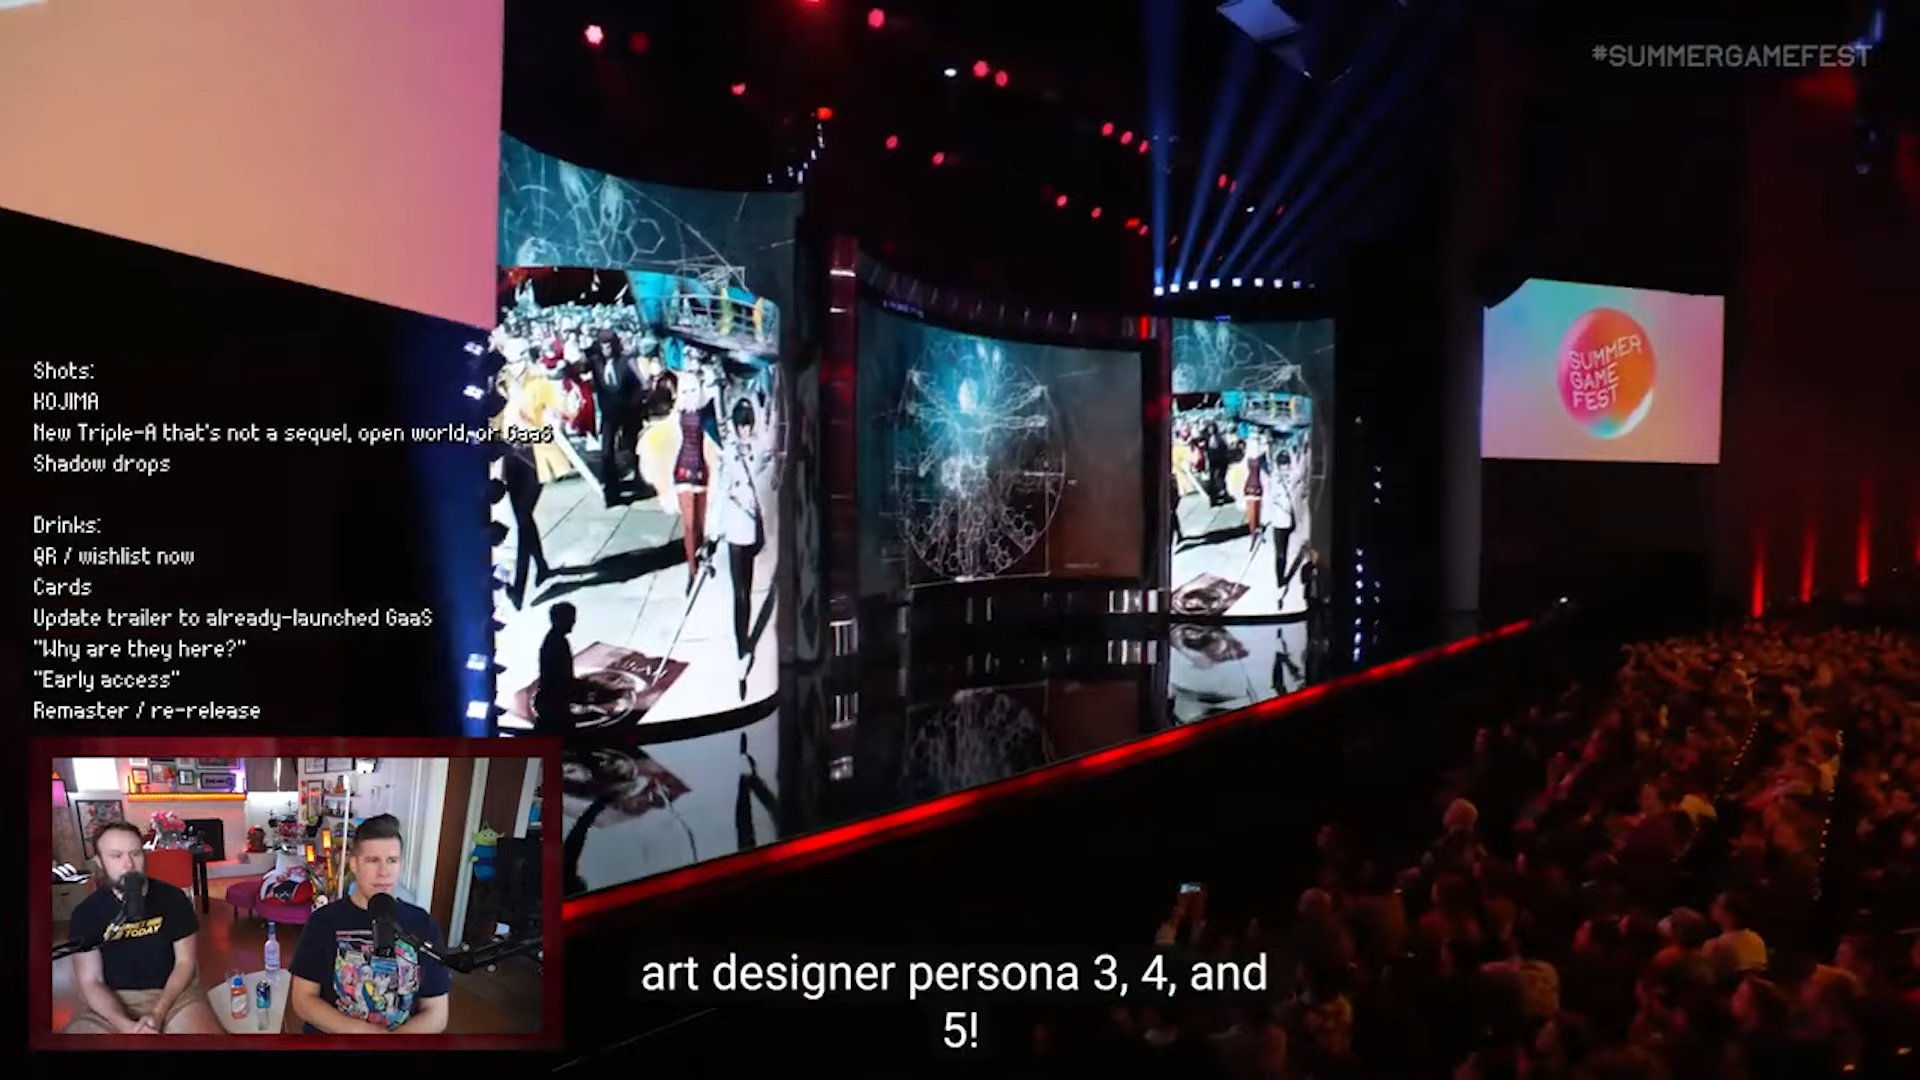 #SUMMERGAMEFEST
SUMMER
GAME
FEST
Shots:
KOJIMA
New Triple-A that's not a sequel, open world, or GaaS
Shadow drops
Drinks:
QR / wishlist now
Cards
Update trailer to already-launched GaaS
"Why are they here?"
"Early access"
Remaster / re-release
TODAY
art designer persona 3, 4, and
5!